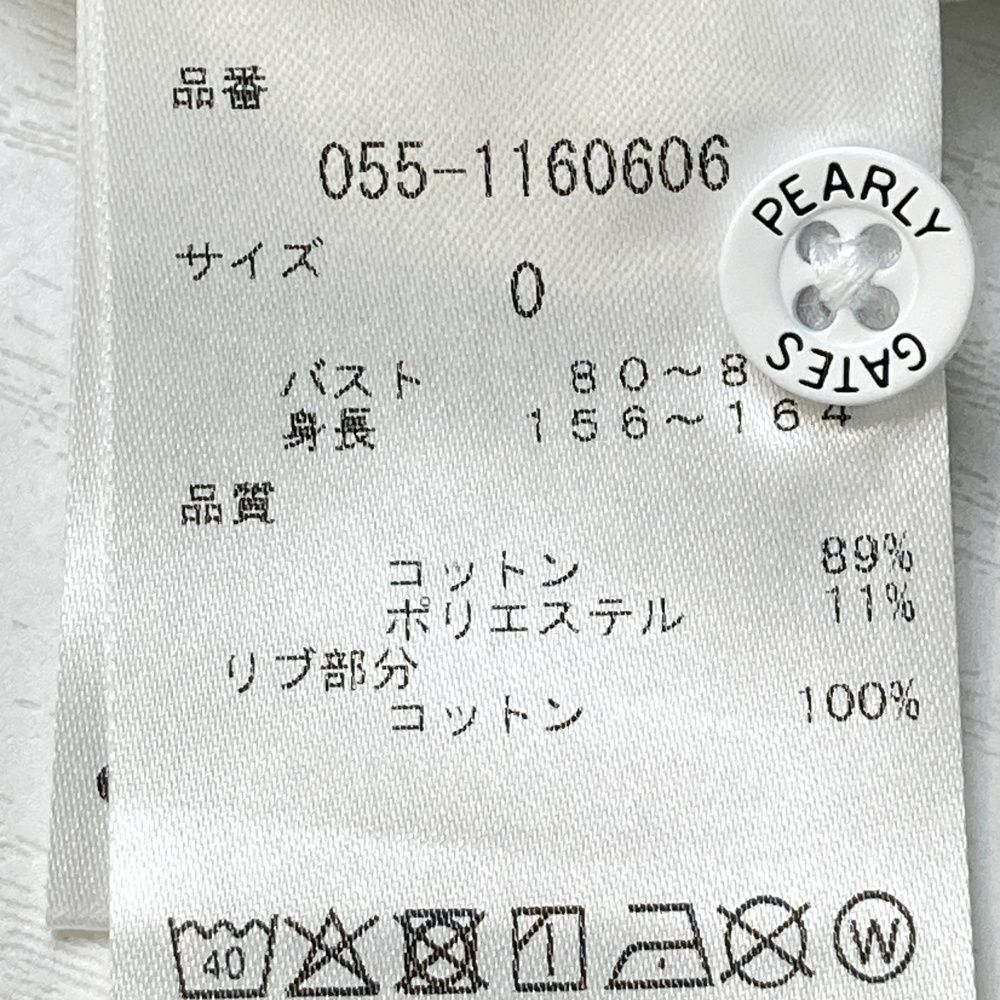 品番
055-1160606
サイズ
0
バスト 80～8
身長 156～164
品質
コットン 89%
ポリエステル 11%
リブ部分
コットン 100%
40
W
PEARLY
GATES